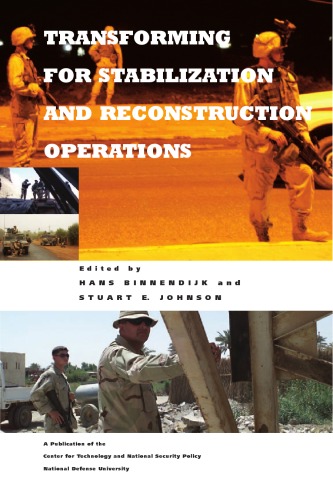 TRANSFORMING
FOR STABILIZATION
AND RECONSTRUCTION
OPERATIONS
Edited by
HANS BINNENDIJK and
STUART E. JOHNSON
A Publication of the
Center for Technology and National Security Policy
National Defense University